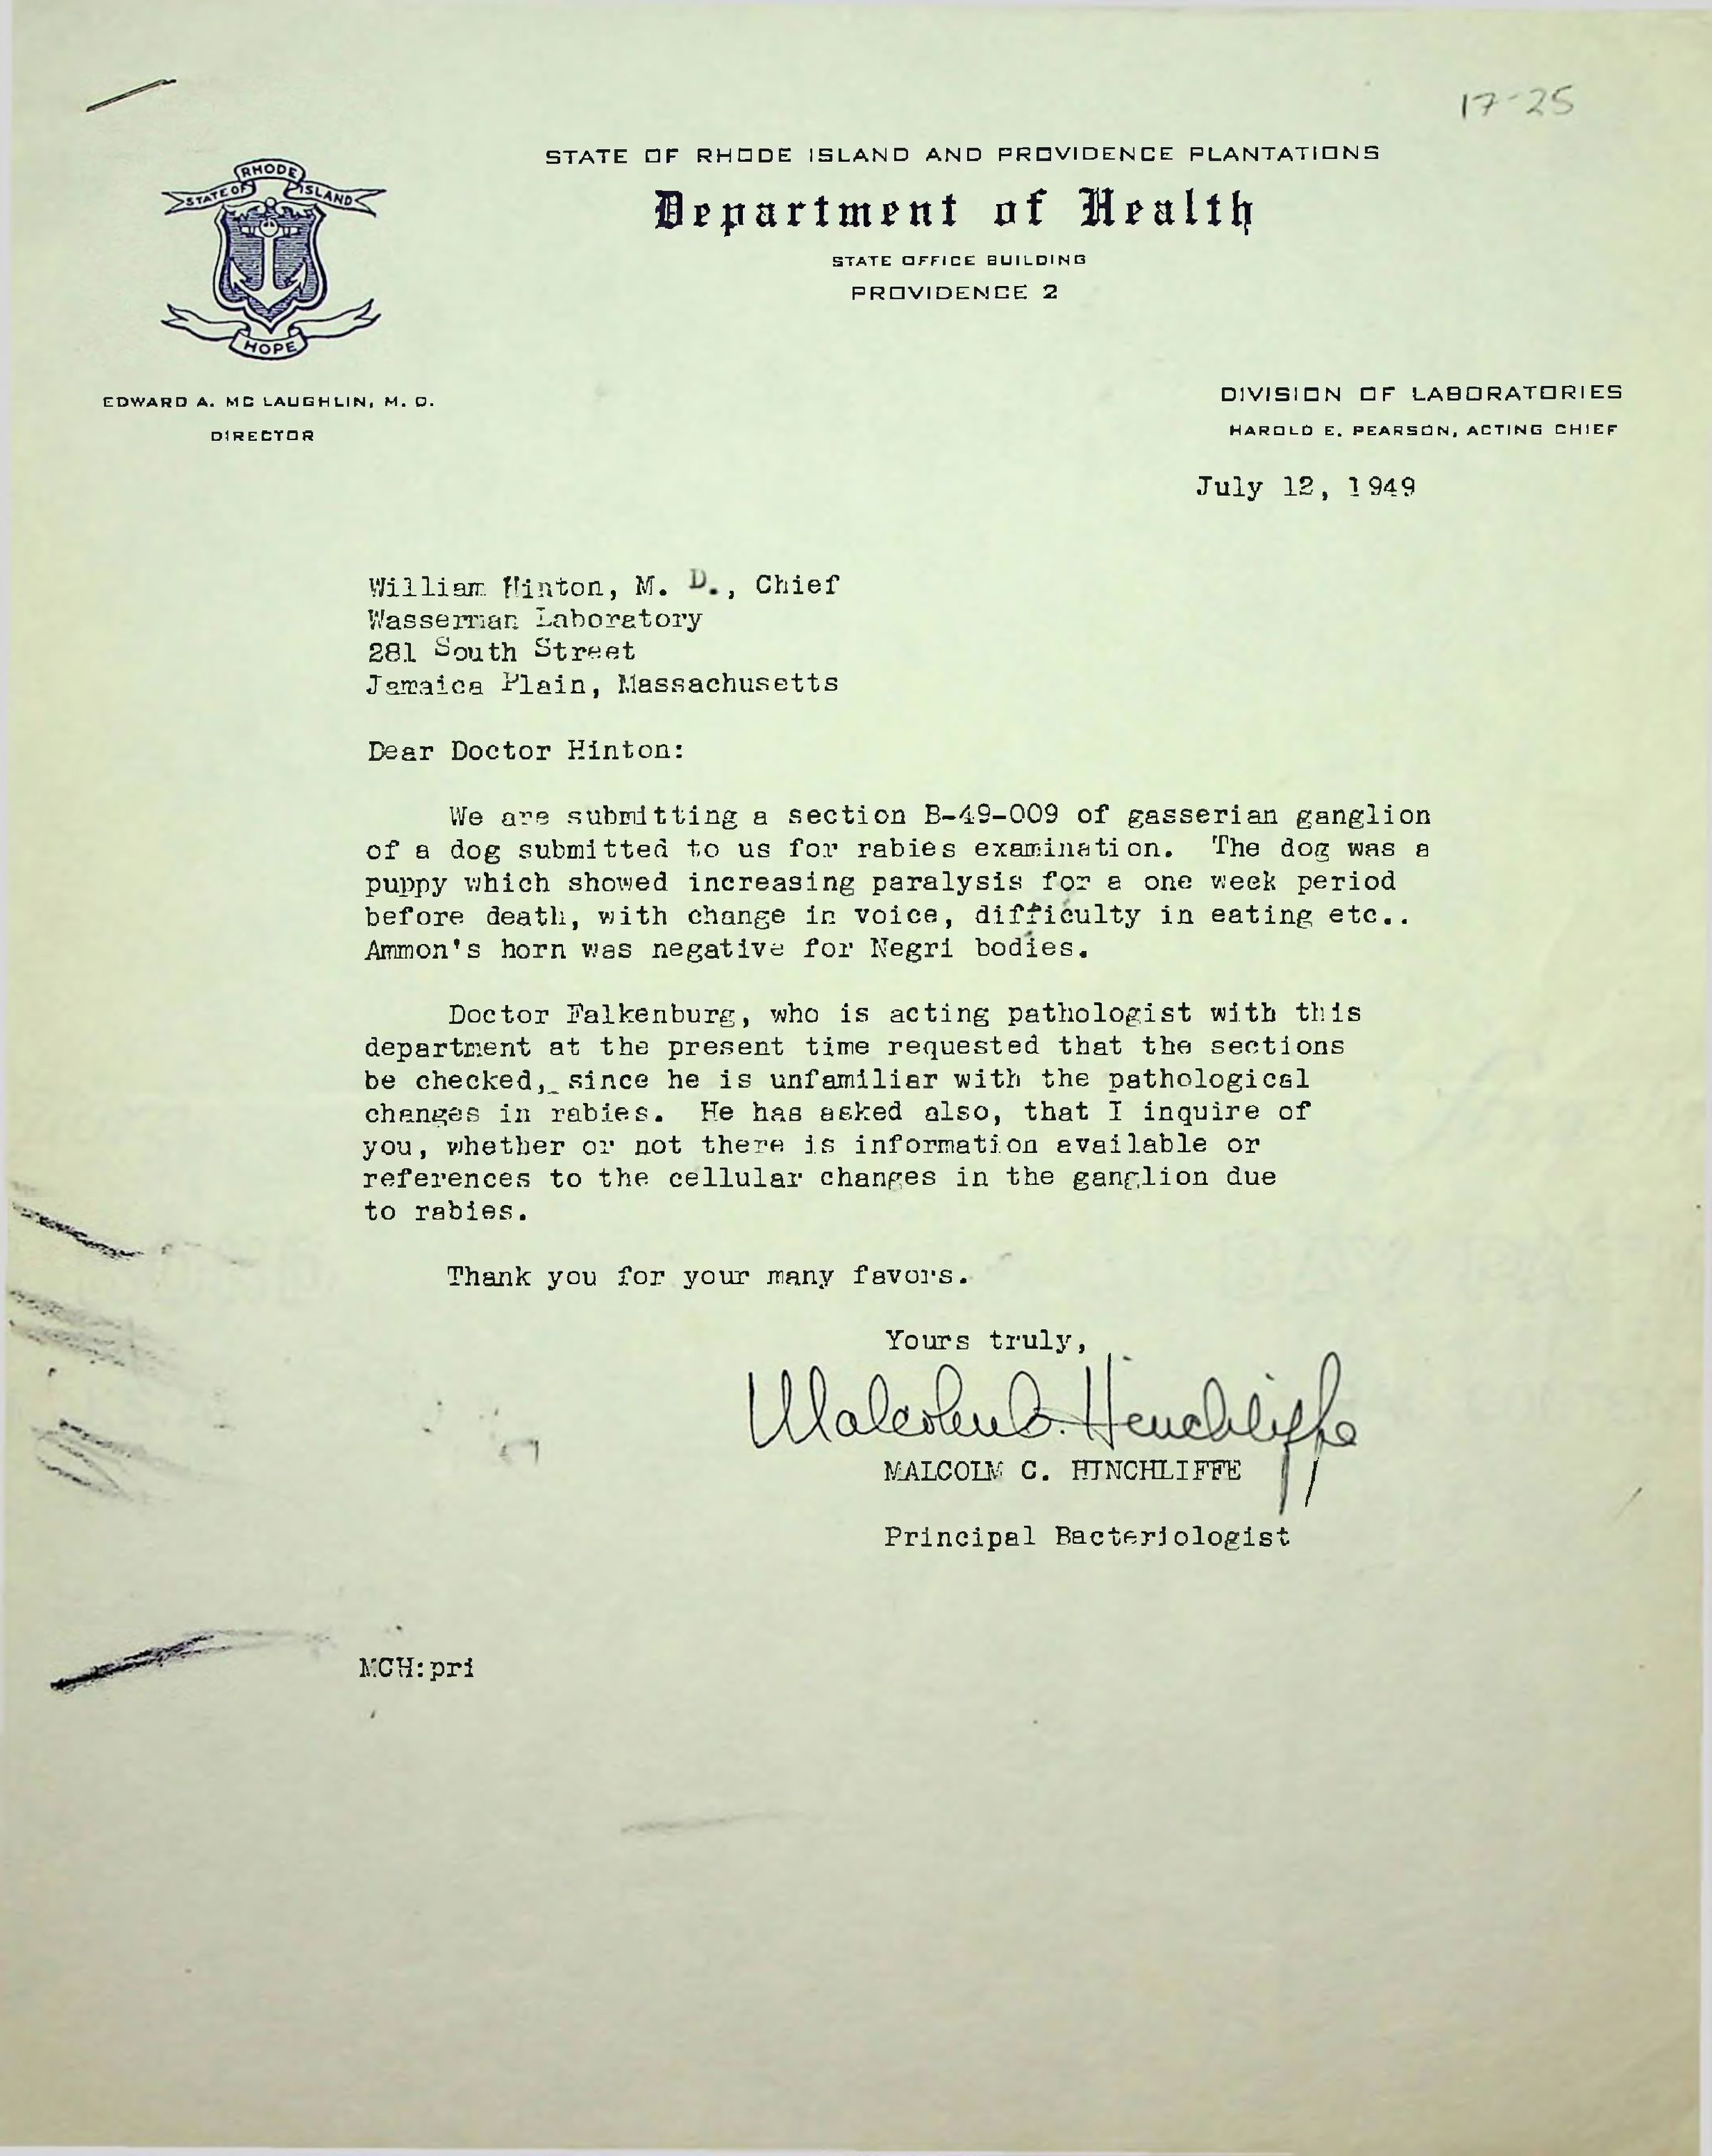 17-25
STATE OF RHODE ISLAND AND PROVIDENCE PLANTATIONS
Department of Health
STATE OFFICE BUILDING
PROVIDENCE 2
STATE OF RHODE ISLAND
HOPE
EDWARD A. MC LAUGHLIN, M. D.
DIRECTOR
DIVISION OF LABORATORIES
HAROLD E. PEARSON, ACTING CHIEF
July 12, 1949
William Hinton, M. D., Chief
Wasserman Laboratory
281 South Street
Jamaica Plain, Massachusetts
Dear Doctor Hinton:
We are submitting a section B-49-009 of gasserian ganglion
of a dog submitted to us for rabies examination. The dog was a
puppy which showed increasing paralysis for a one week period
before death, with change in voice, difficulty in eating etc..
Ammon's horn was negative for Negri bodies.
Doctor Falkenburg, who is acting pathologist with this
department at the present time requested that the sections
be checked, since he is unfamiliar with the pathological
changes in rabies. He has asked also, that I inquire of
you, whether or not there is information available or
references to the cellular changes in the ganglion due
to rabies.
Thank you for your many favors.
Yours truly,
Malcolm C. Hinchliffe
MALCOLM C. HINCHLIFFE
Principal Bacteriologist
MCH:pri